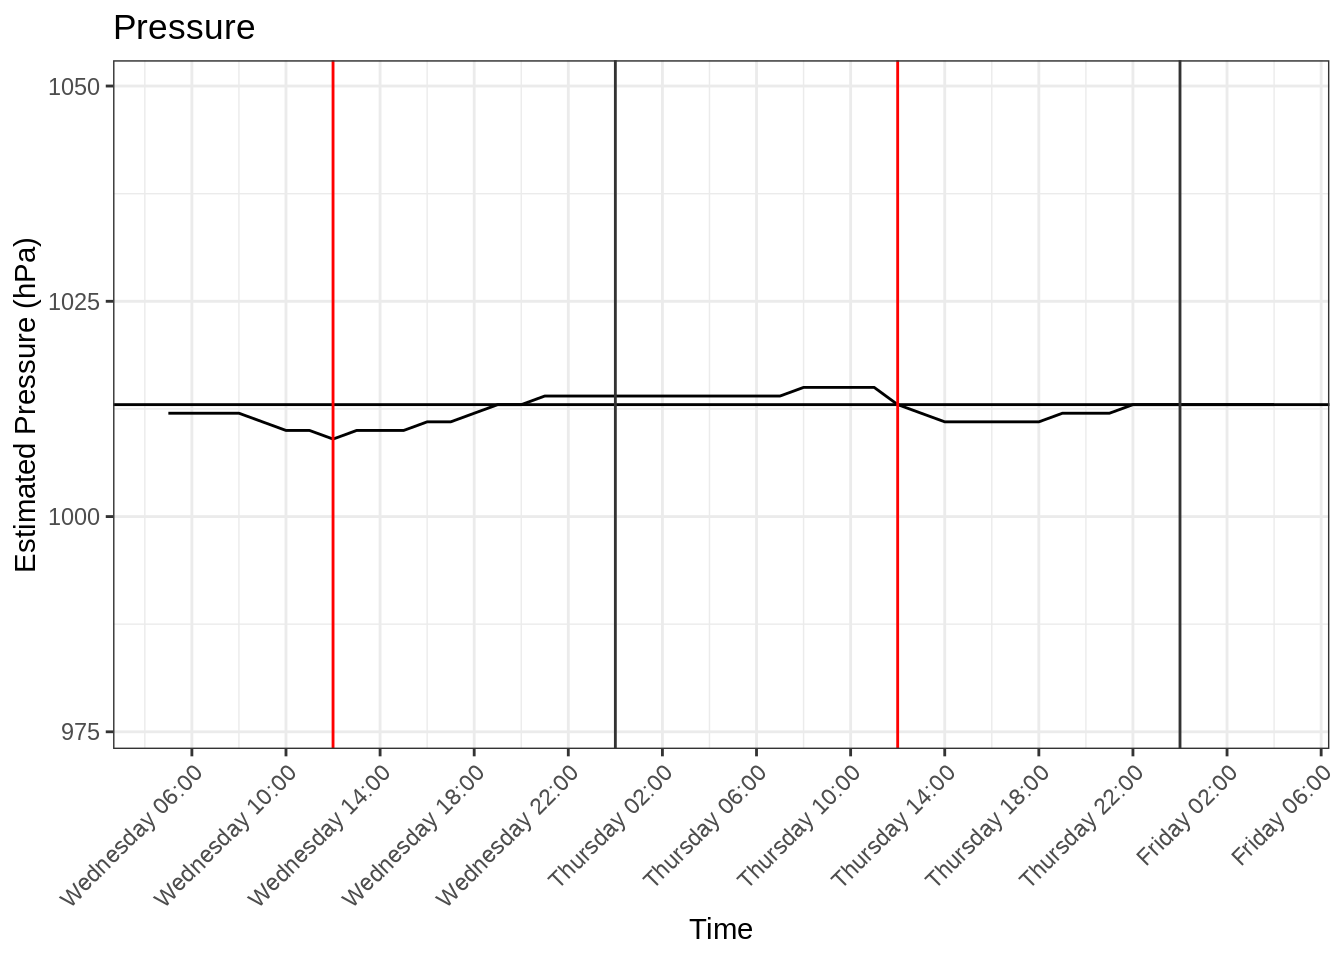 Pressure
1050
1025
1000
975
Estimated Pressure (hPa)
Wednesday 06:00
Wednesday 10:00
Wednesday 14:00
Wednesday 18:00
Wednesday 22:00
Thursday 02:00
Thursday 06:00
Thursday 10:00
Thursday 14:00
Thursday 18:00
Thursday 22:00
Friday 02:00
Friday 06:00
Time